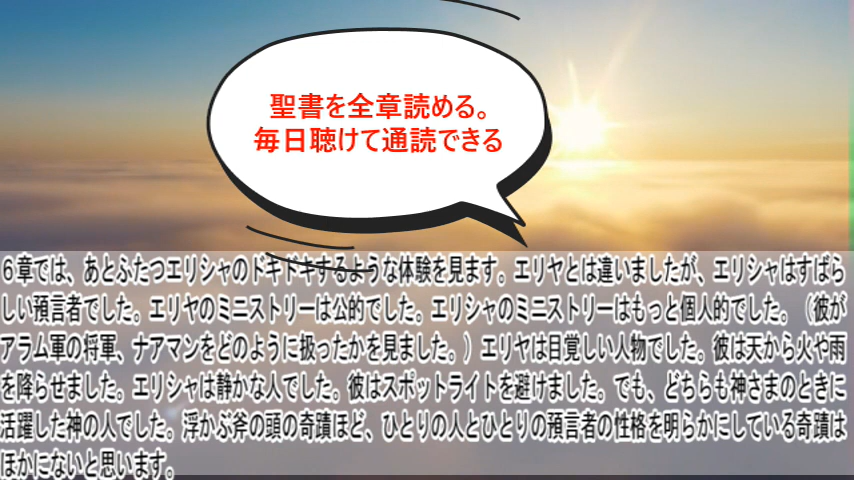 聖書を全章読める。
毎日聴けて通読できる
６章では、あとふたつエリシャのドキドキするような体験を見ます。エリヤとは違いましたが、エリシャはすばら
しい預言者でした。エリヤのミニストリーは公的でした。エリシャのミニストリーはもっと個人的でした。（彼が
アラム軍の将軍、ナアマンをどのように扱ったかを見ました。）エリヤは目覚しい人物でした。彼は天から火や雨
を降らせました。エリシャは静かな人でした。彼はスポットライトを避けました。でも、どちらも神さまのときに
活躍した神の人でした。浮かぶ斧の頭の奇蹟ほど、ひとりの人とひとりの預言者の性格を明らかにしている奇蹟は
ほかにないと思います。